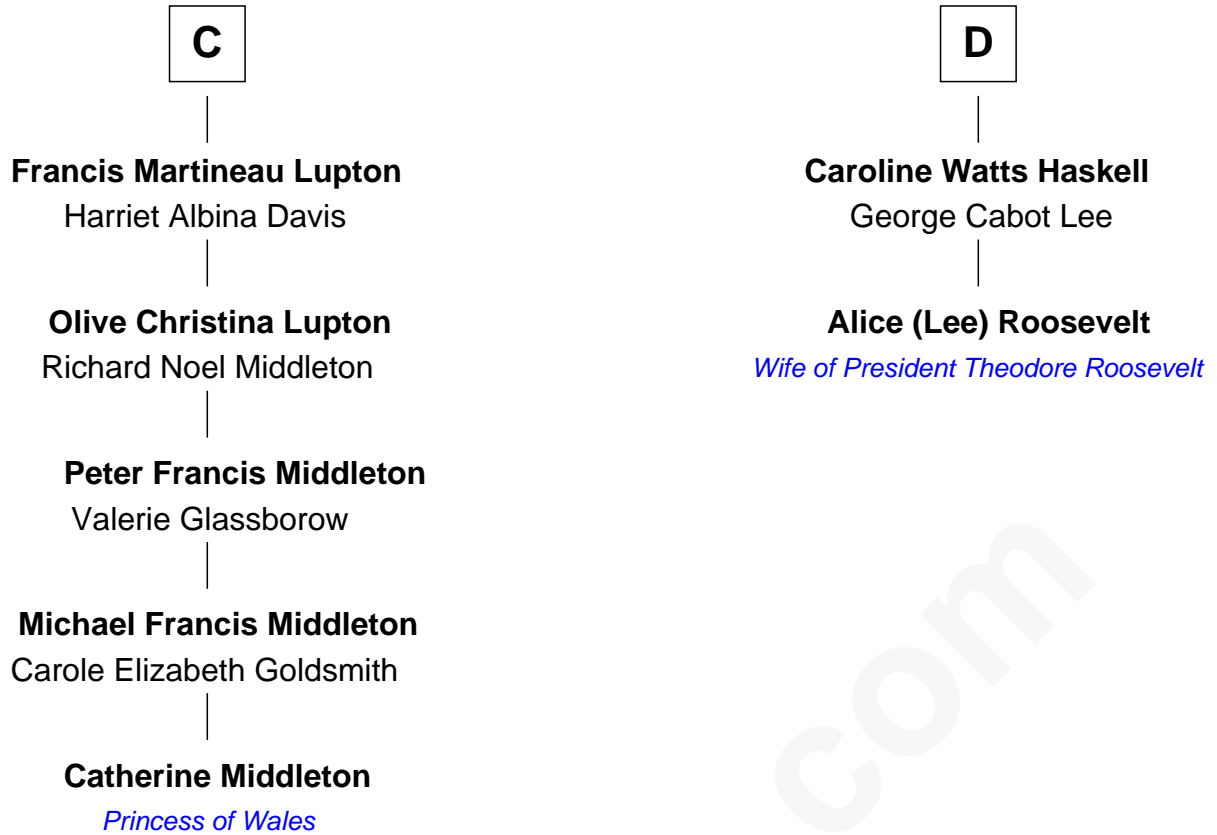 C
Francis Martineau Lupton
Harriet Albina Davis
Olive Christina Lupton
Richard Noel Middleton
Peter Francis Middleton
Valerie Glassborow
Michael Francis Middleton
Carole Elizabeth Goldsmith
Catherine Middleton
Princess of Wales
D
Caroline Watts Haskell
George Cabot Lee
Alice (Lee) Roosevelt
Wife of President Theodore Roosevelt
com